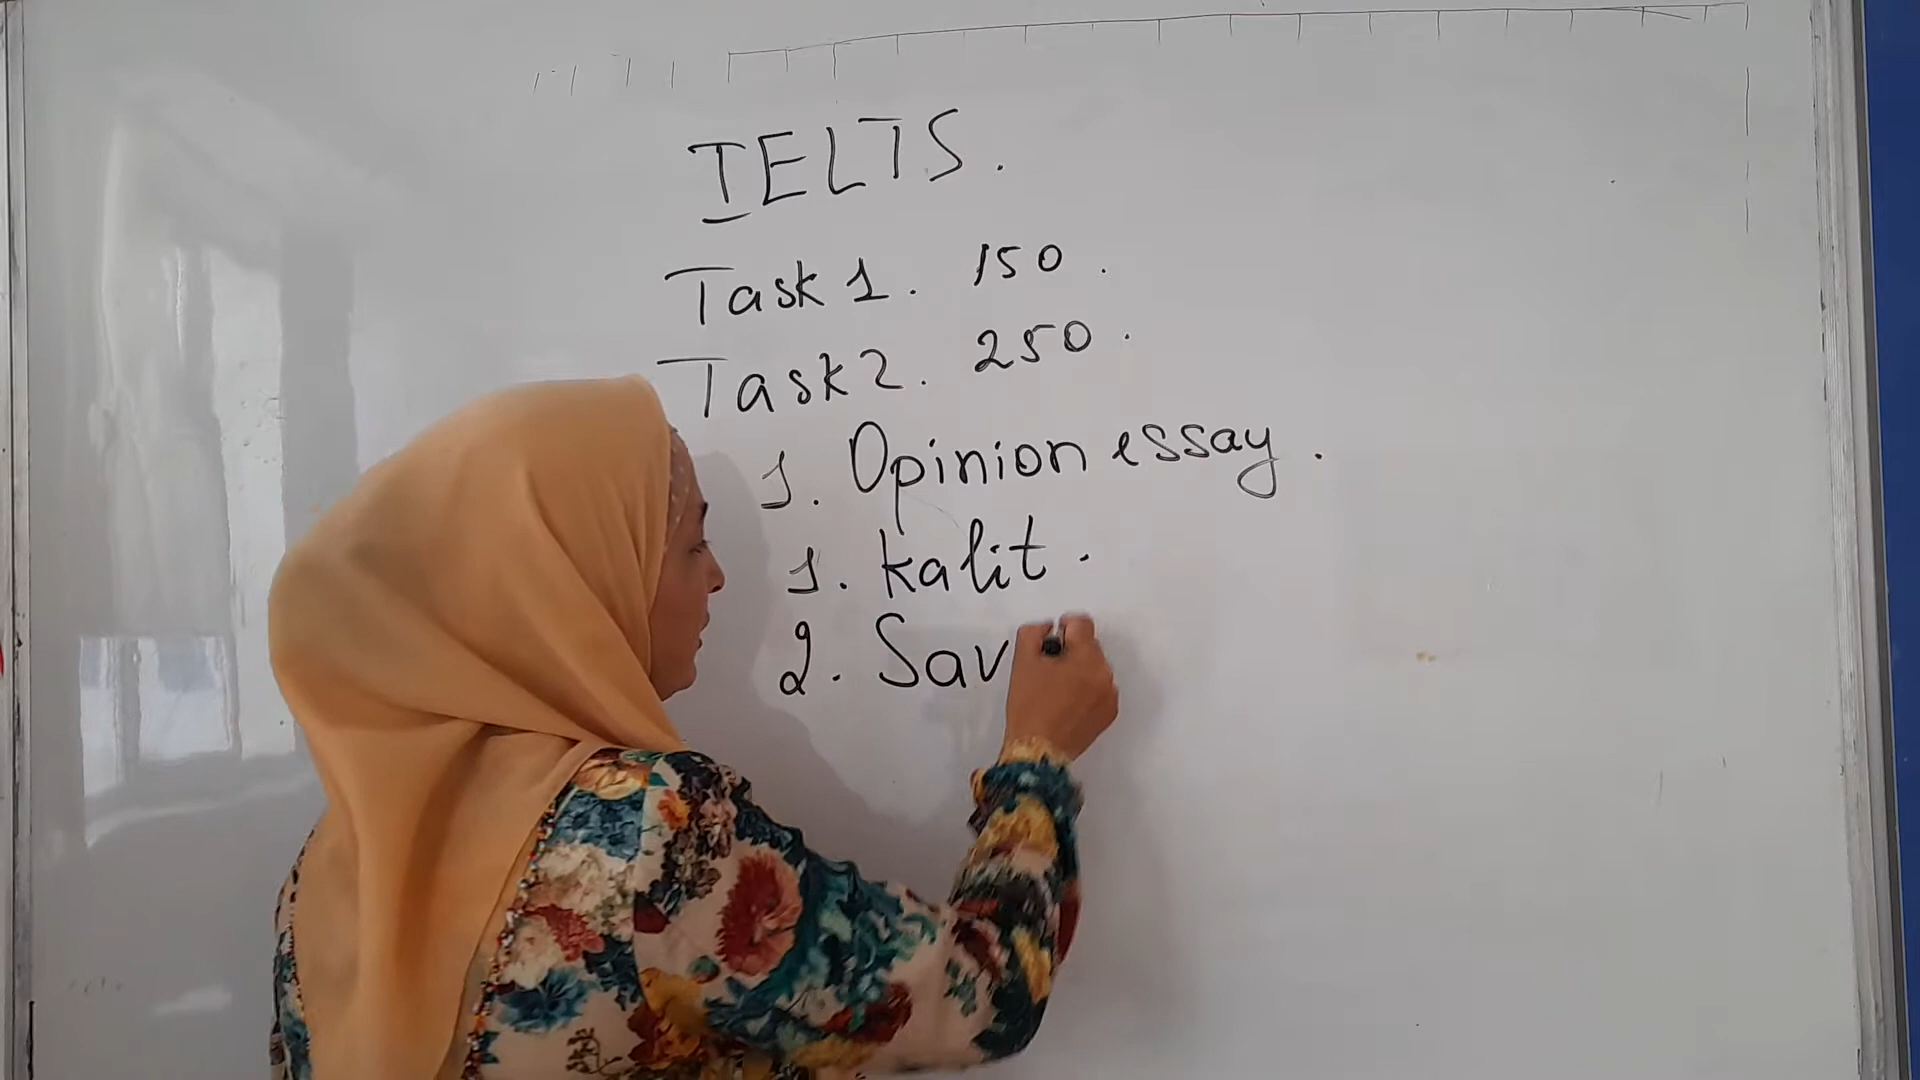 IELTS.
Task 1. 150.
Task 2. 250.
1. Opinion essay.
1. Kalit.
2. Sav